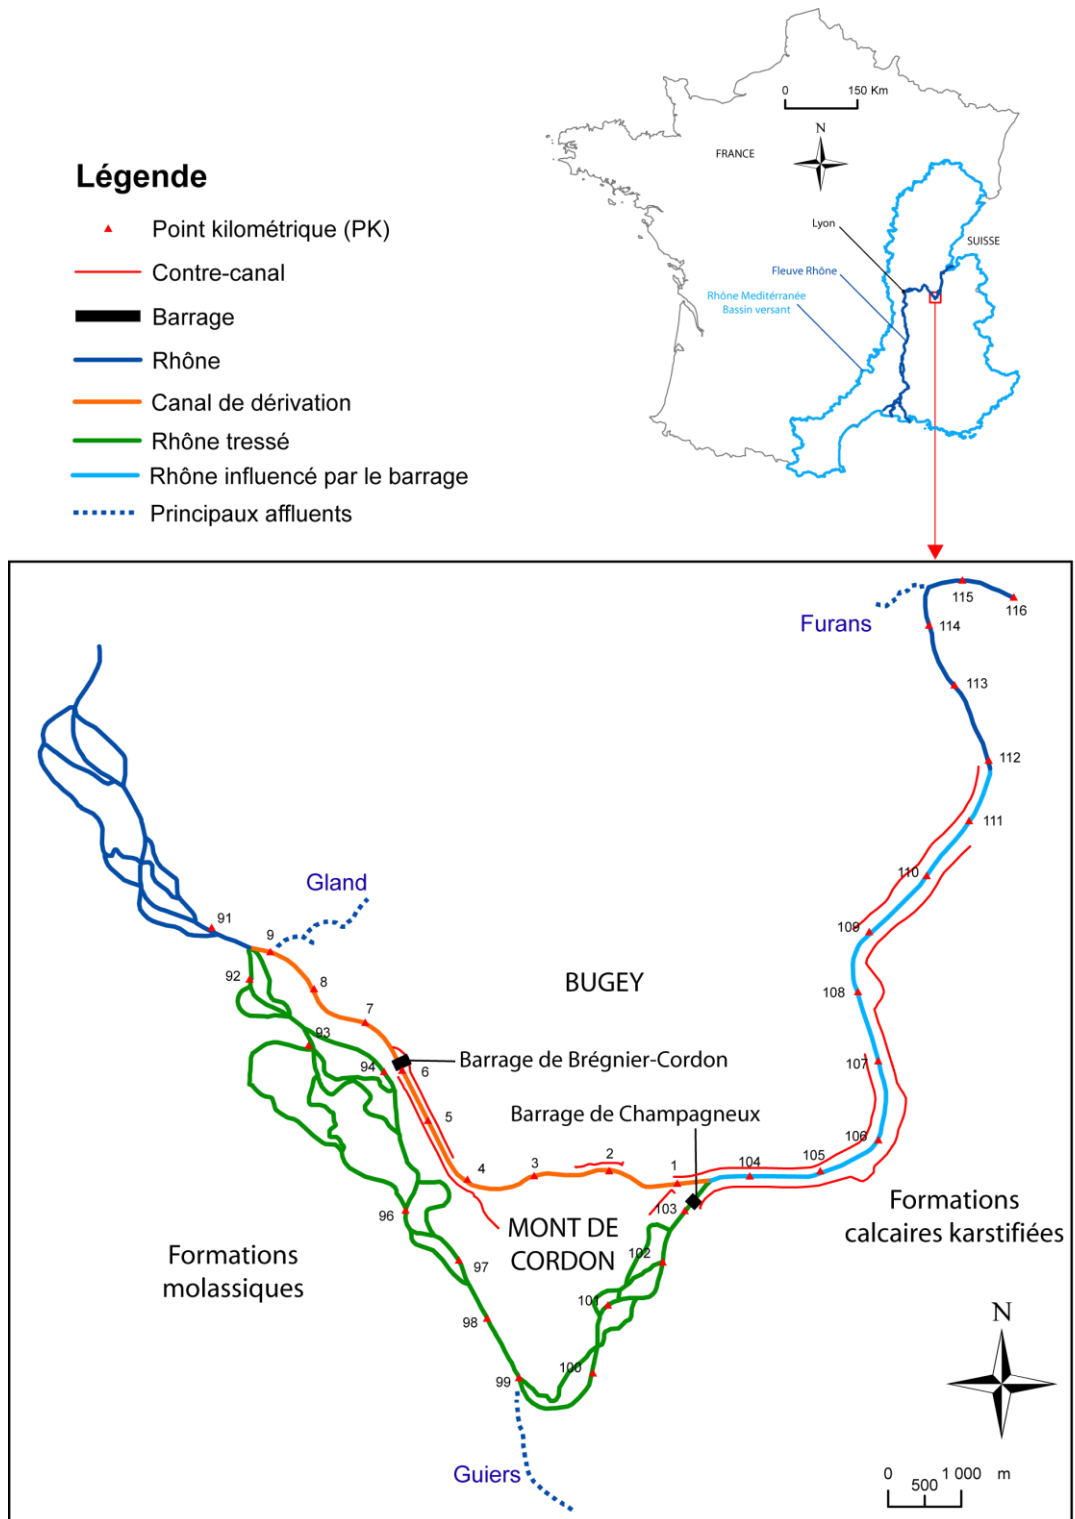 0 150 Km
N
FRANCE
Lyon
SUISSE
Fleuve Rhône
Rhône Meditérranée
Bassin versant
Légende
Point kilométrique (PK)
Contre-canal
Barrage
Rhône
Canal de dérivation
Rhône tressé
Rhône influencé par le barrage
Principaux affluents
115
116
Furans
114
113
112
111
110
Gland
91
109
9
92
8
BUGEY
108
7
93
94
6
Barrage de Brégnier-Cordon
107
5
Barrage de Champagneux
106
4
3
2
1
104
105
96
103
MONT DE
CORDON
Formations
calcaires karstifiées
Formations
molassiques
97
102
101
98
N
99
100
Guiers
0 1 000 m
500